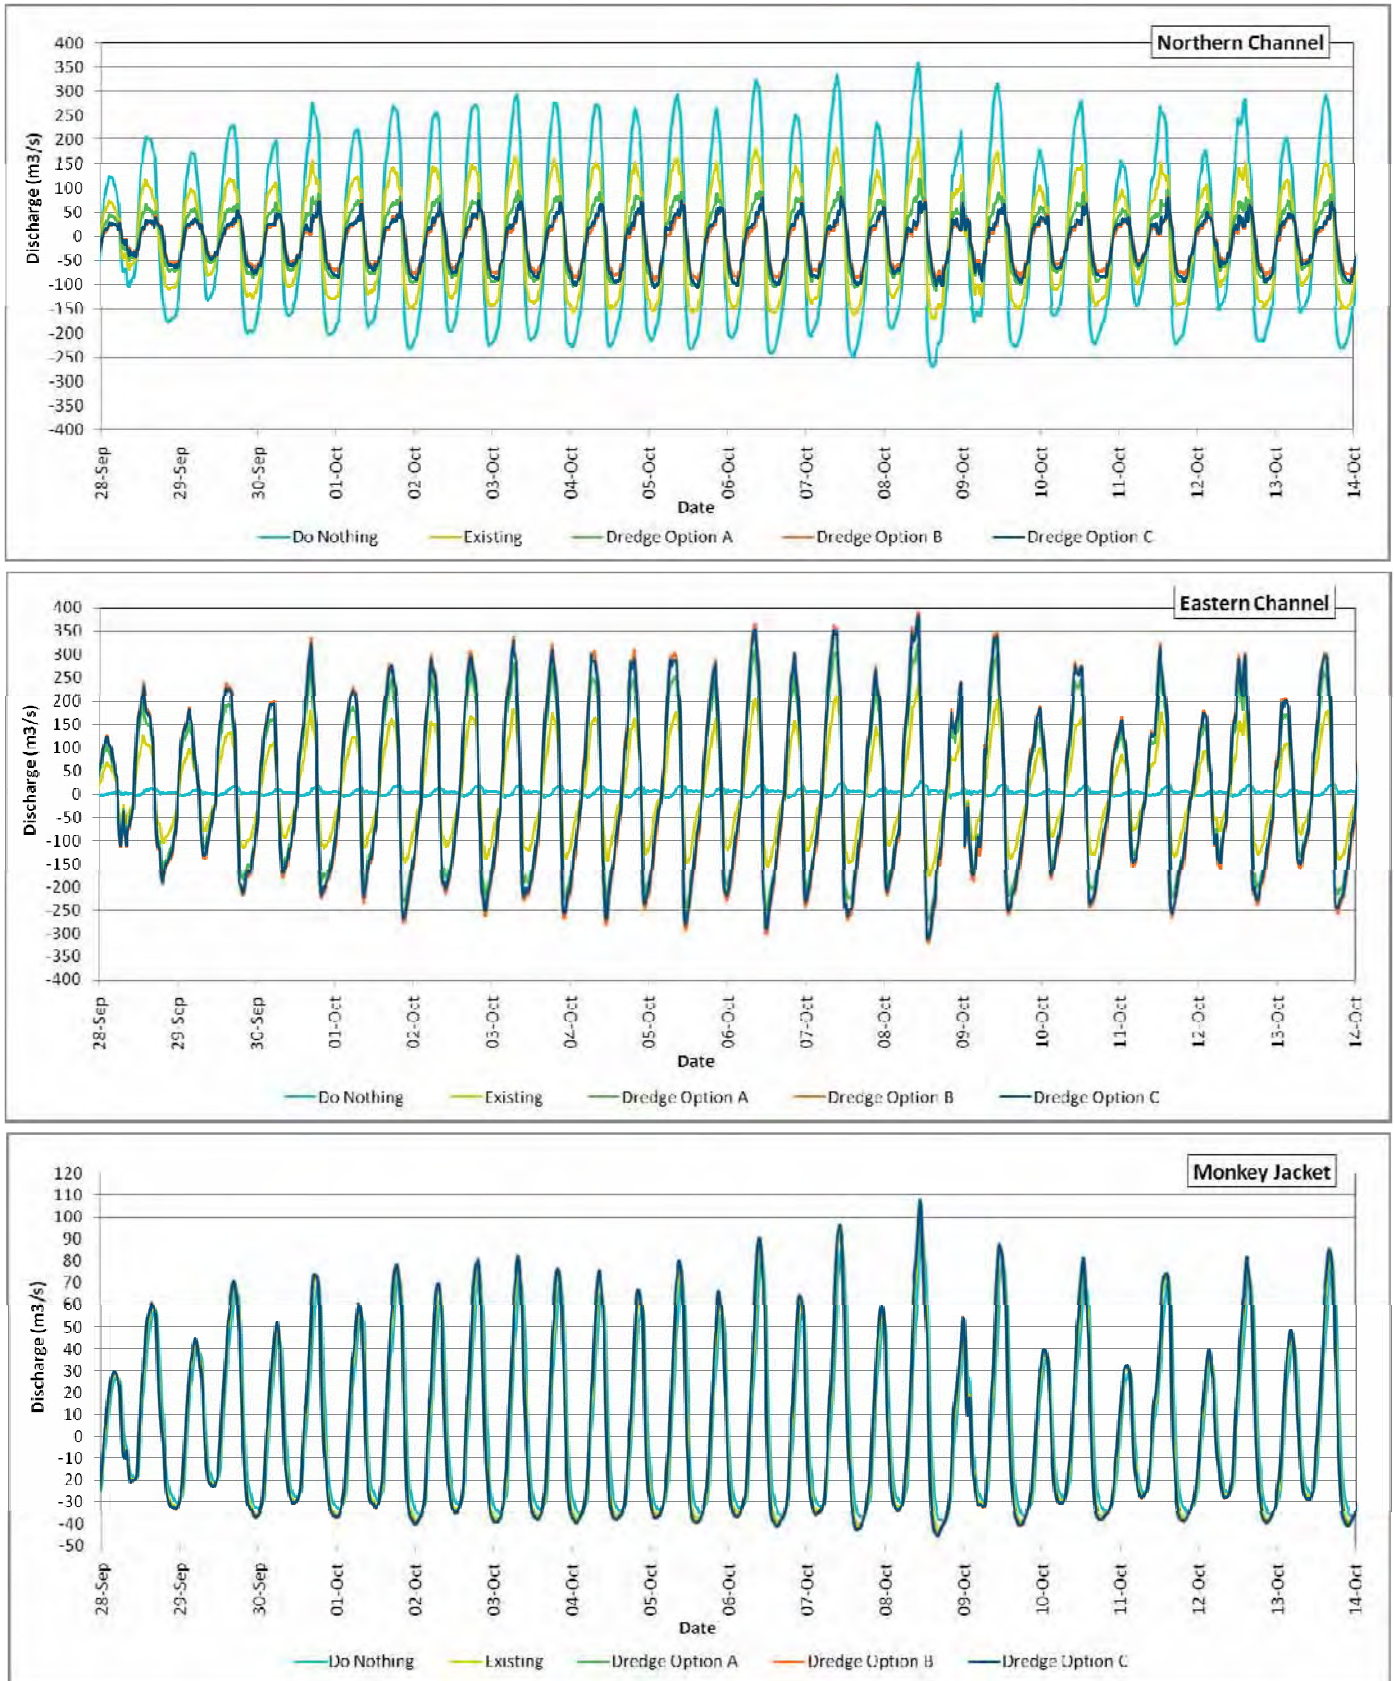 Northern Channel
400
350
300
250
200
150
100
50
0
-50
-100
-150
-200
-250
-300
-350
-400
Discharge (m3/s)
28-Sep
29-Sep
30-Sep
01-Oct
02-Oct
03-Oct
04-Oct
05-Oct
06-Oct
07-Oct
08-Oct
09-Oct
10-Oct
11-Oct
12-Oct
13-Oct
14-Oct
Date
Do Nothing Existing Dredge Option A Dredge Option B Dredge Option C
Eastern Channel
400
350
300
250
200
150
100
50
0
-50
-100
-150
-200
-250
-300
-350
-400
Discharge (m3/s)
28-Sep
29-Sep
30-Sep
01-Oct
02-Oct
03-Oct
04-Oct
05-Oct
06-Oct
07-Oct
08-Oct
09-Oct
10-Oct
11-Oct
12-Oct
13-Oct
14-Oct
Date
Do Nothing Existing Dredge Option A Dredge Option B Dredge Option C
Monkey Jacket
120
110
100
90
80
70
60
50
40
30
20
10
0
-10
20
-30
-40
-50
Discharge (m3/s)
28-Sep
29-Sep
30-Sep
01-Oct
02-Oct
03-Oct
04-Oct
05-Oct
06-Oct
07-Oct
08-Oct
09-Oct
10-Oct
11-Oct
12-Oct
13-Oct
14-Oct
Date
Do Nothing Existing Dredge Option A Dredge Option B Dredge Option C